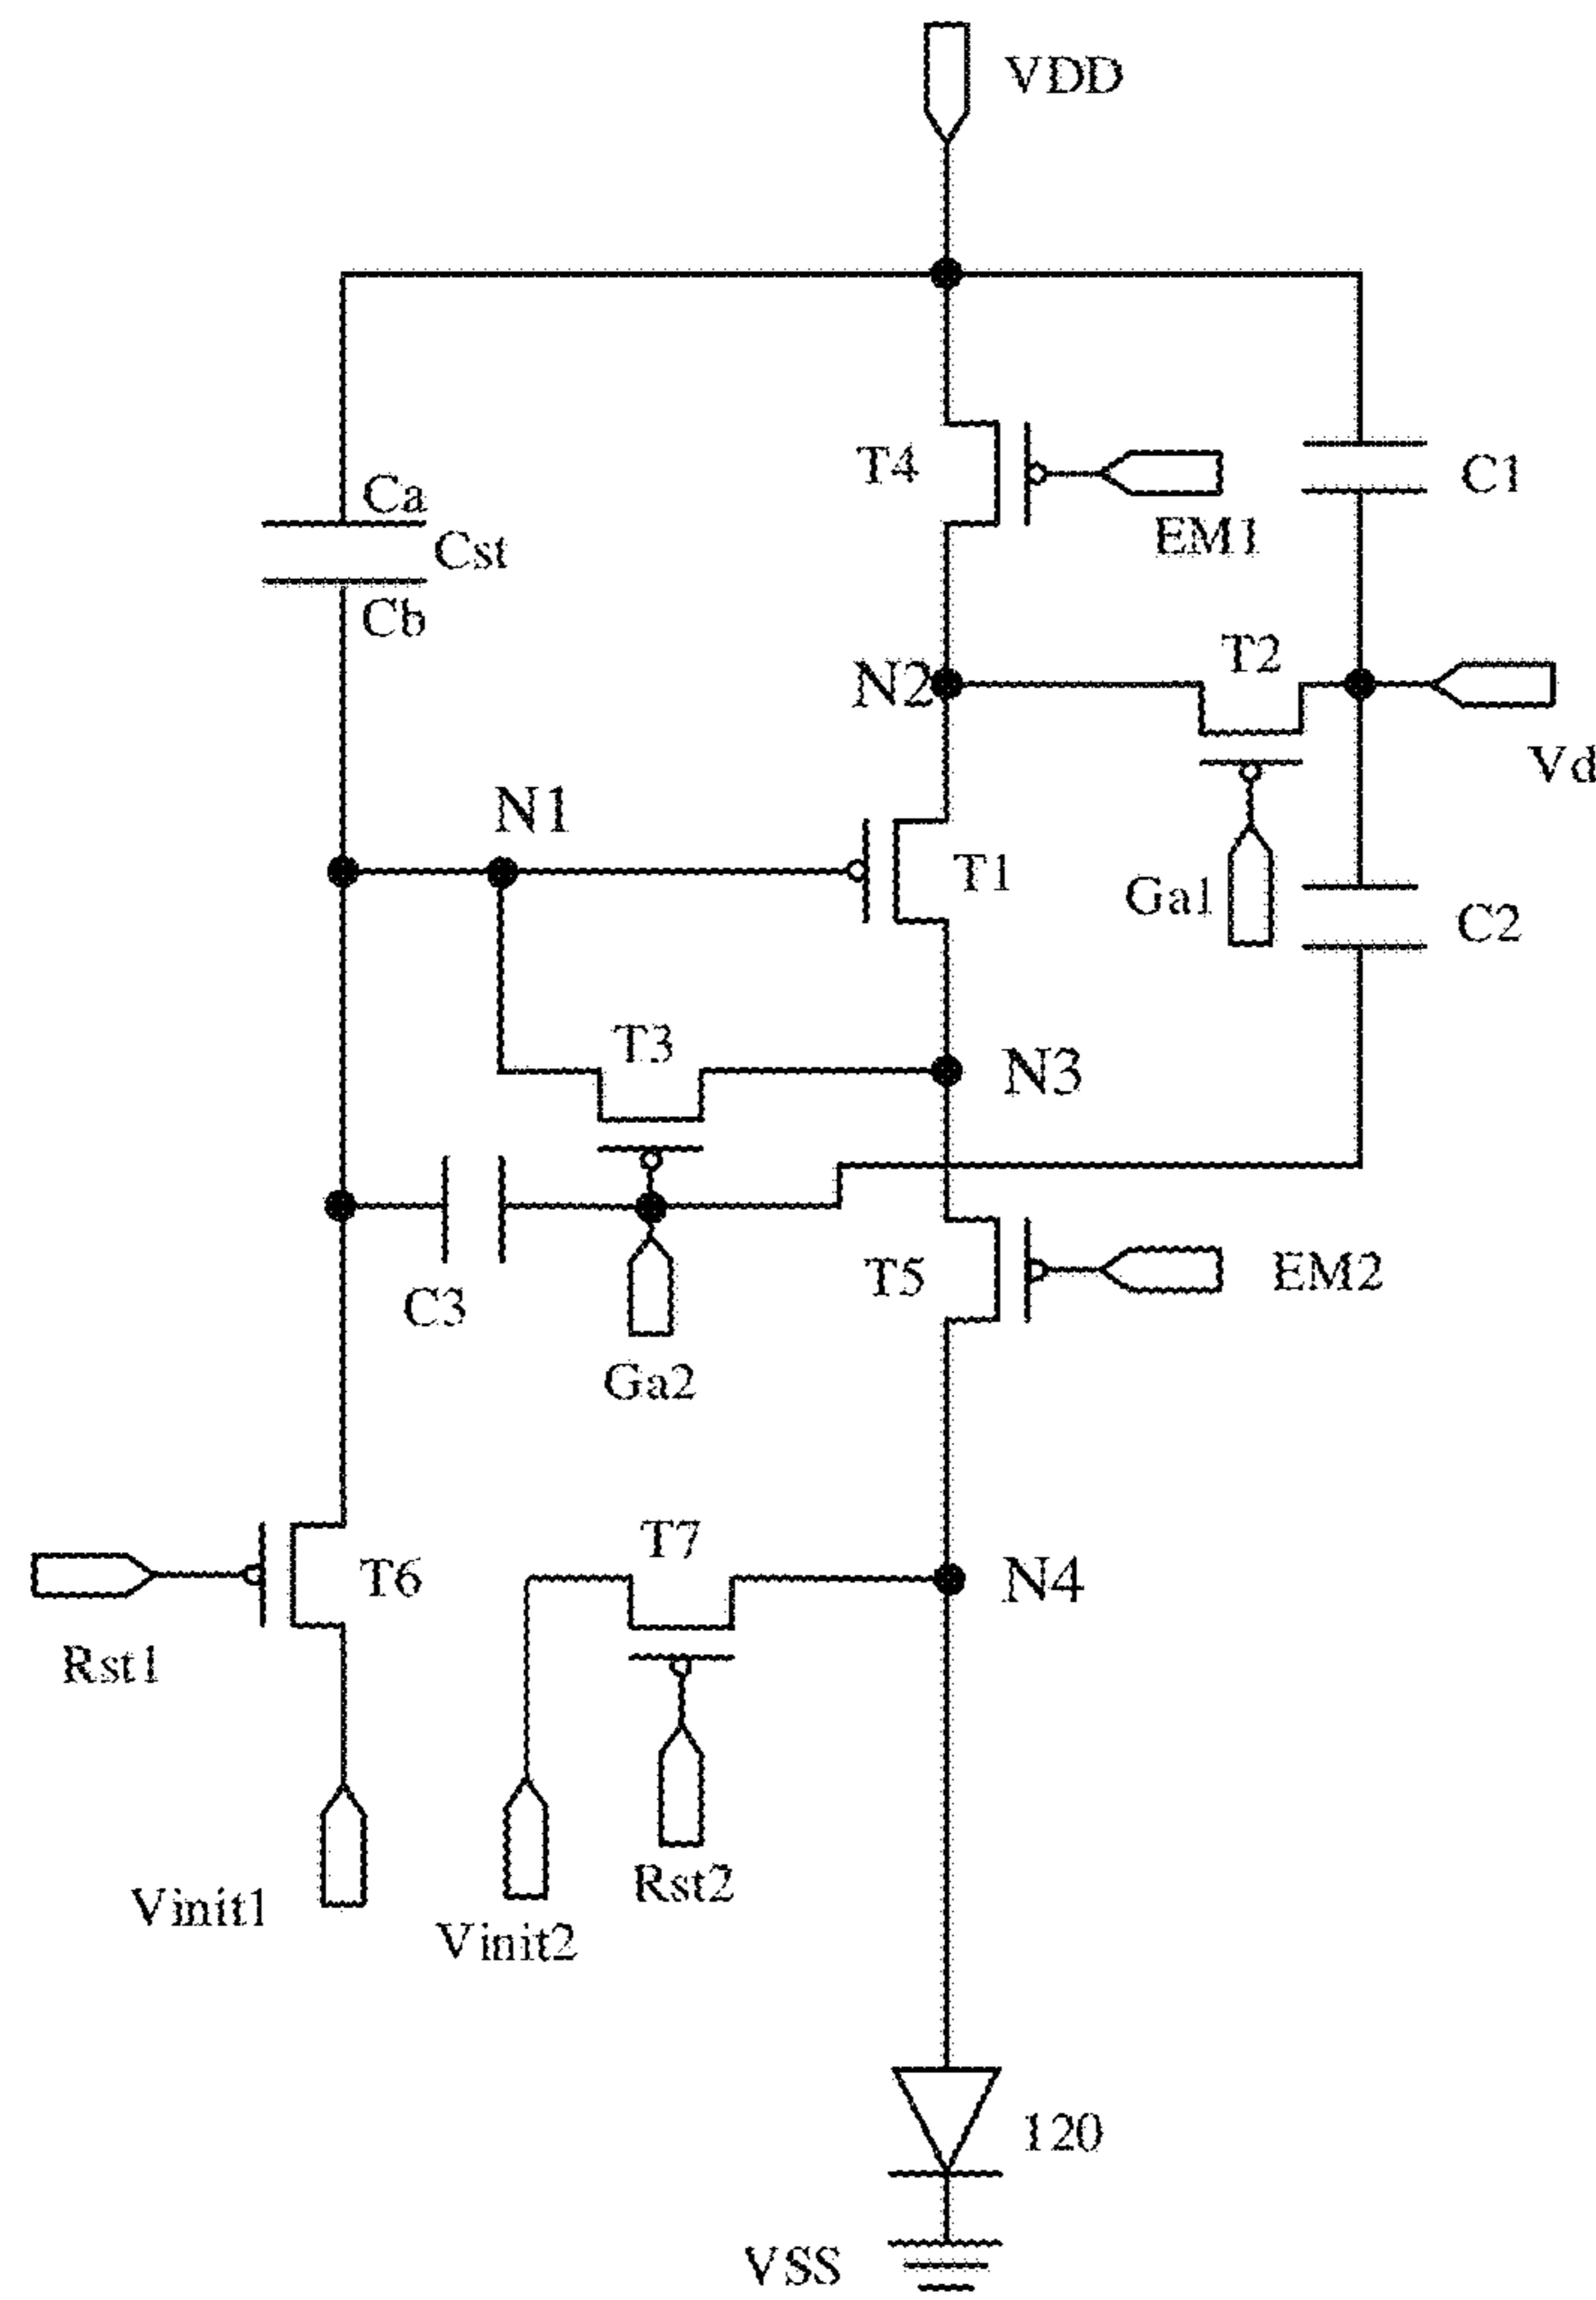 VDD
Ca
Cst
Cb
T4
EM1
C1
N2
T2
Vd
N1
T1
Ga1
C2
T3
N3
C3
Ga2
T5
EM2
T6
Rst1
T7
N4
Vinit1
Vinit2
Rst2
120
VSS